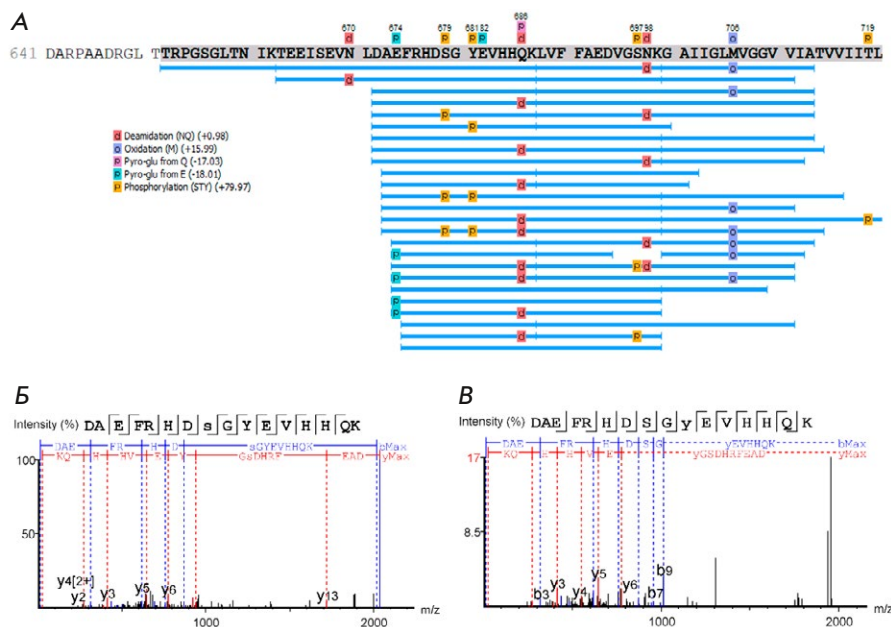 А
670 674 679 681 82 686 697 98 706 719
d p p p p p d p d o p
641 DARPAADRGL TTRPGSGLTN IKTEEISEVN LDAEFRHDSG YEVHHQKLVF FAEDVGSNKG AIIGLMVGGV VIATVVIITL
d o
d
o
d
p d
p
d
d
d
p p
o
d p
p p d o
d o
p o
d p d
p d o
p d
d p
d Deamidation (NQ) (+0.98)
o Oxidation (M) (+15.99)
p Pyro-glu from Q (-17.03)
p Pyro-glu from E (-18.01)
p Phosphorylation (STY) (+79.97)
Б
Intensity (%) DAEFRHDsGYEVHHQK
DAE FR H D sGYEVHHQK bMax
KQ H HV E Y GsDHRF EAD yMax
100
50
y4[2+]
y2 y3 y5 y6 y13
1000 2000 m/z
В
Intensity (%) DAEFRHDSGyEVHHQK
DAE FR H D S G yEVHHQK bMax
KQ H H V E yGSDHRFEAD yMax
17
8.5
b3 y3 y4 y5 y6 b7 b9
1000 2000 m/z